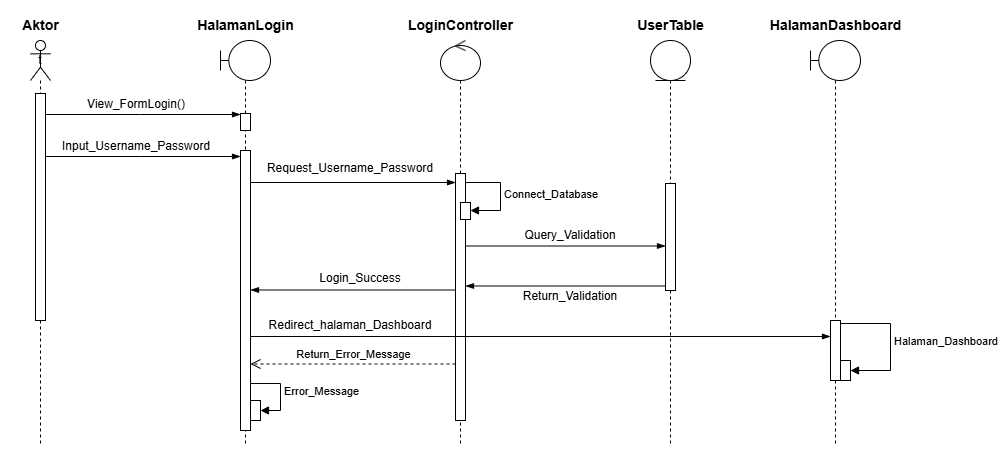 Aktor
HalamanLogin
LoginController
UserTable
HalamanDashboard
View_FormLogin()
Input_Username_Password
Request_Username_Password
Connect_Database
Query_Validation
Login_Success
Return_Validation
Redirect_halaman_Dashboard
Halaman_Dashboard
Return_Error_Message
Error_Message